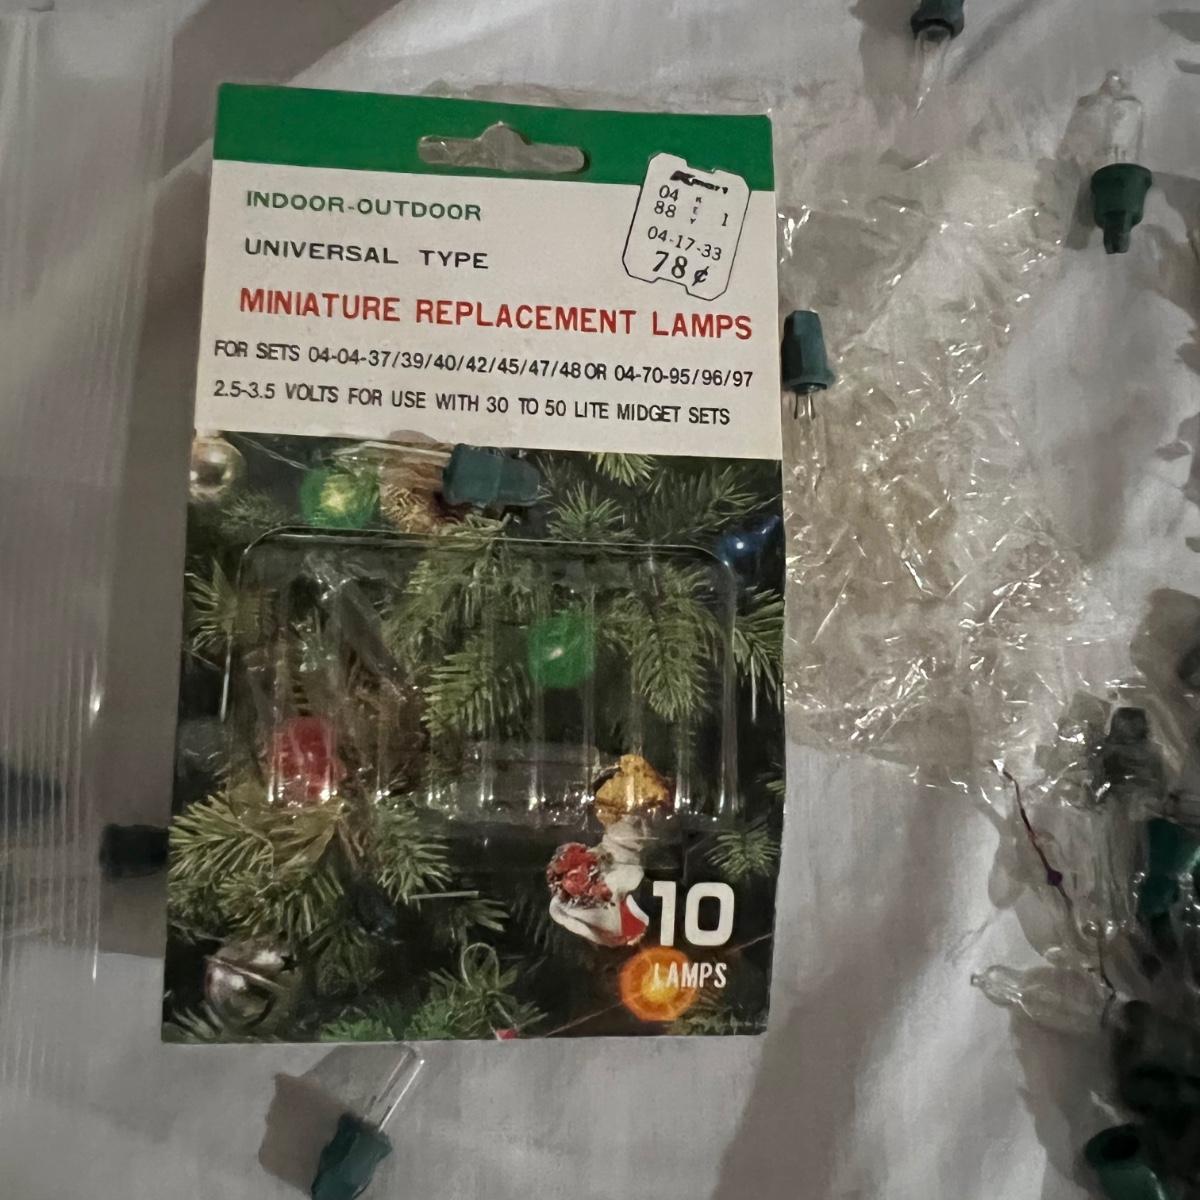 INDOOR-OUTDOOR
UNIVERSAL TYPE
MINIATURE REPLACEMENT LAMPS
FOR SETS 04-04-37/39/40/42/45/47/48 OR 04-70-95/96/97
2.5-3.5 VOLTS FOR USE WITH 30 TO 50 LITE MIDGET SETS
Kmart
04 KEY 1
88
04-17-33
78¢
10
LAMPS